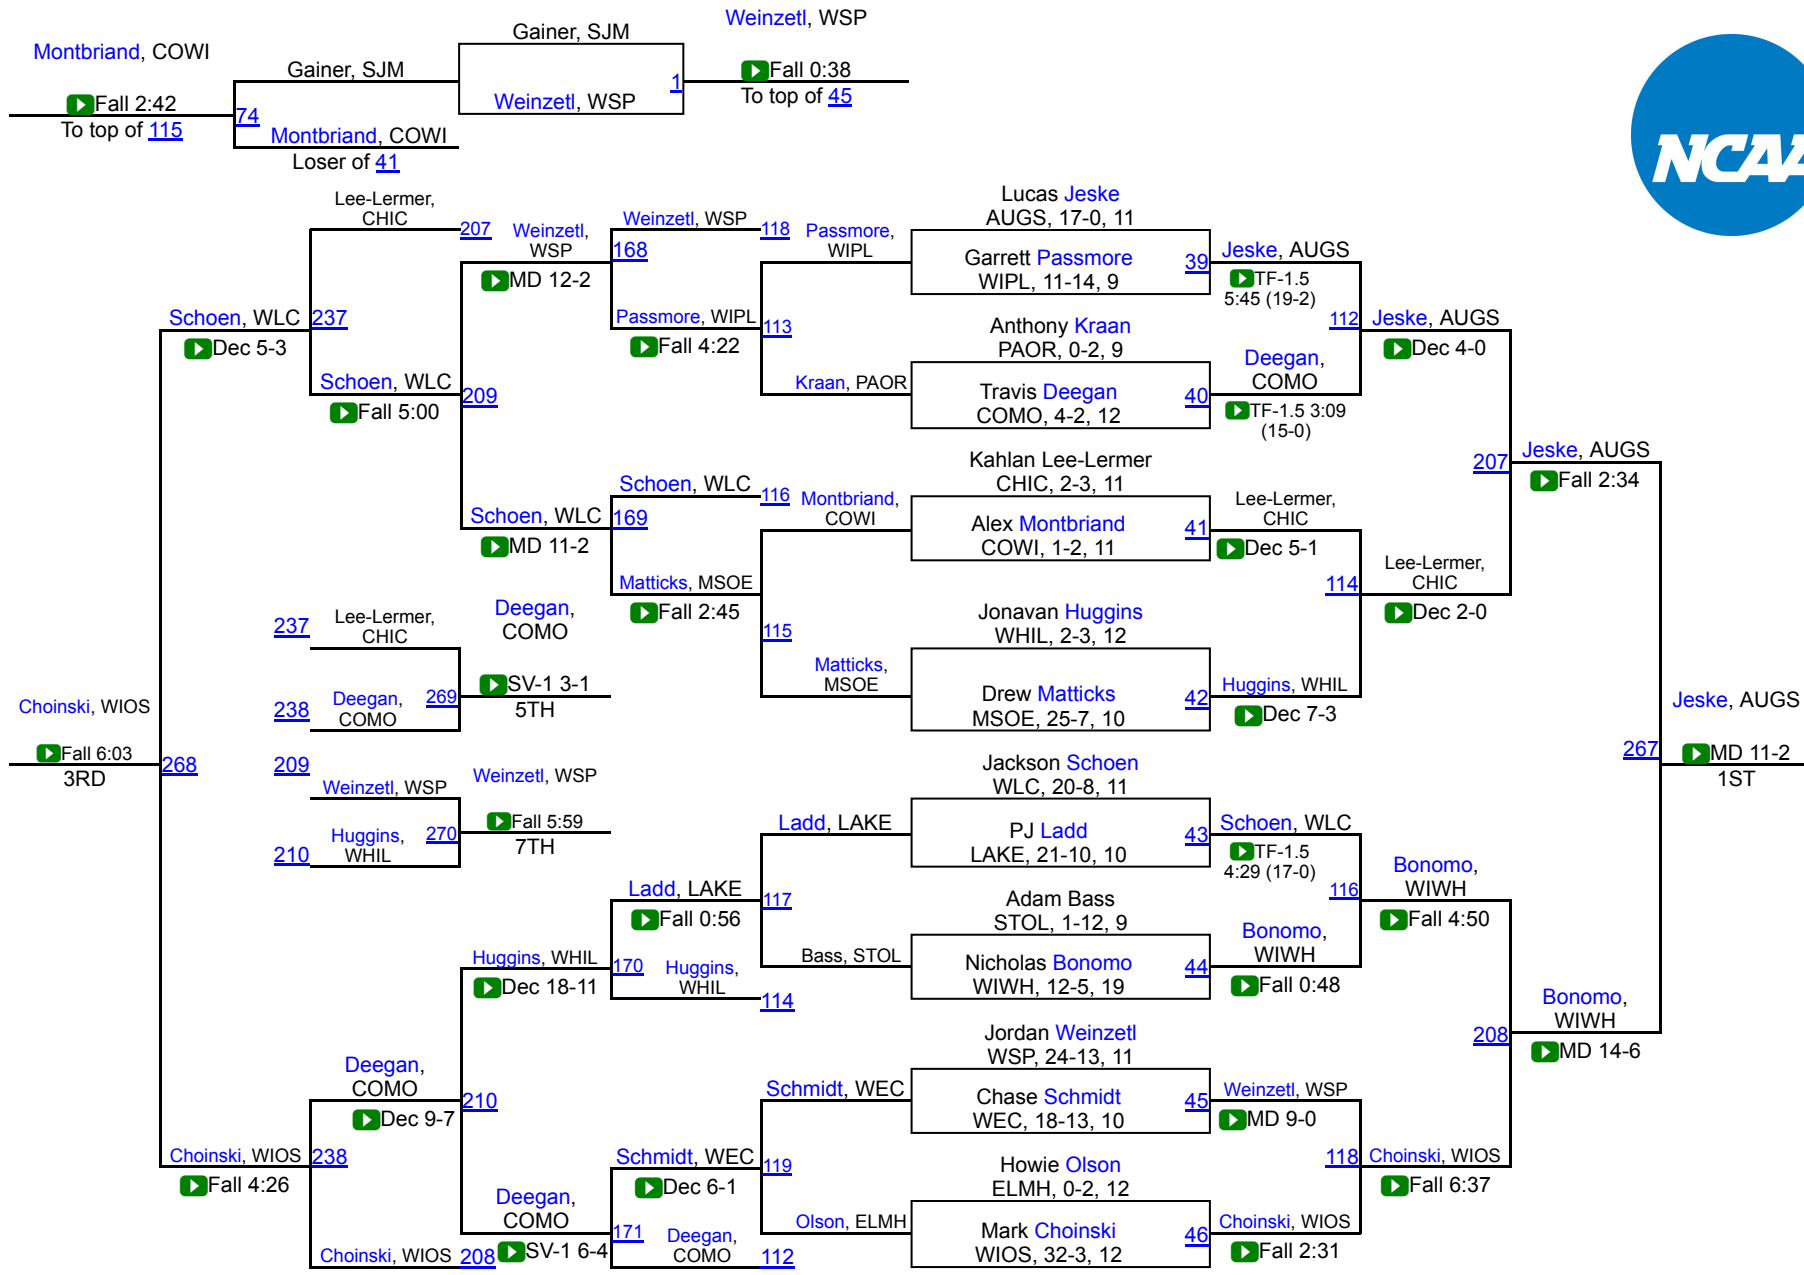 Weinzetl, WSP
Gainer, SJM
Montbriand, COWI
Gainer, SJM
Fall 0:38
1
Weinzetl, WSP
To top of 45
Fall 2:42
74
To top of 115
Montbriand, COWI
Loser of 41
NCAA
Lee-Lermer,
CHIC
207
Weinzetl,
WSP
MD 12-2
Weinzetl, WSP
118
168
Passmore,
WIPL
Lucas Jeske
AUGS, 17-0, 11
Garrett Passmore
WIPL, 11-14, 9
39
Jeske, AUGS
TF-1.5
5:45 (19-2)
Schoen, WLC
237
Dec 5-3
Passmore, WIPL
113
Fall 4:22
Anthony Kraan
PAOR, 0-2, 9
112
Jeske, AUGS
Dec 4-0
Schoen, WLC
209
Fall 5:00
Kraan, PAOR
Travis Deegan
COMO, 4-2, 12
40
Deegan,
COMO
TF-1.5 3:09
(15-0)
Kahlan Lee-Lermer
CHIC, 2-3, 11
207
Jeske, AUGS
Fall 2:34
Schoen, WLC
116
Schoen, WLC
169
MD 11-2
Montbriand,
COWI
Alex Montbriand
COWI, 1-2, 11
41
Lee-Lermer,
CHIC
Dec 5-1
Matticks, MSOE
Fall 2:45
115
Jonavan Huggins
WHIL, 2-3, 12
114
Lee-Lermer,
CHIC
Dec 2-0
237
Lee-Lermer,
CHIC
Deegan,
COMO
238
Deegan,
COMO
269
SV-1 3-1
5TH
Matticks,
MSOE
Drew Matticks
MSOE, 25-7, 10
42
Huggins, WHIL
Dec 7-3
Choinski, WIOS
Fall 6:03
3RD
268
209
Weinzetl, WSP
Weinzetl, WSP
210
Huggins,
WHIL
270
Fall 5:59
7TH
Jackson Schoen
WLC, 20-8, 11
267
Jeske, AUGS
MD 11-2
1ST
Ladd, LAKE
PJ Ladd
LAKE, 21-10, 10
43
Schoen, WLC
TF-1.5
4:29 (17-0)
Ladd, LAKE
117
Fall 0:56
Adam Bass
STOL, 1-12, 9
116
Bonomo,
WIWH
Fall 4:50
Huggins, WHIL
170
Dec 18-11
Huggins,
WHIL
114
Bass, STOL
Nicholas Bonomo
WIWH, 12-5, 19
44
Bonomo,
WIWH
Fall 0:48
Jordan Weinzetl
WSP, 24-13, 11
208
Bonomo,
WIWH
MD 14-6
Deegan,
COMO
Dec 9-7
210
Schmidt, WEC
Chase Schmidt
WEC, 18-13, 10
45
Weinzetl, WSP
MD 9-0
Choinski, WIOS
238
Fall 4:26
Schmidt, WEC
119
Dec 6-1
Howie Olson
ELMH, 0-2, 12
118
Choinski, WIOS
Fall 6:37
Deegan,
COMO
SV-1 6-4
171
Olson, ELMH
Mark Choinski
WIOS, 32-3, 12
46
Choinski, WIOS
Fall 2:31
Choinski, WIOS
208
Deegan,
COMO
112